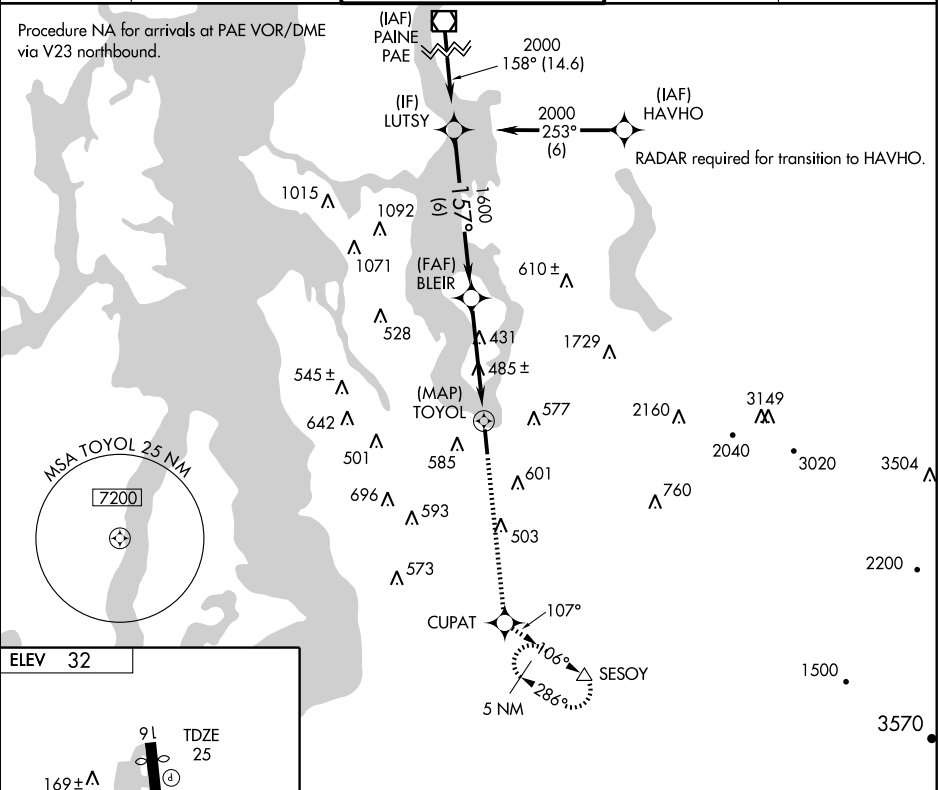 Procedure NA for arrivals at PAE VOR/DME
via V23 northbound.
(IAF)
PAINE
PAE
2000
158° (14.6)
(IF)
LUTSY
2000
253°
(6)
(IAF)
HAVHO
RADAR required for transition to HAVHO.
1600
157°
(6)
1015
1092
1071
(FAF)
BLEIR
610 ±
528
431
1729
485 ±
545 ±
(MAP)
TOYOL
642
577
2160
3149
501
585
2040
3020
3504
MSA TOYOL 25 NM
7200
601
696
593
760
503
573
2200
CUPAT
107°
106°
SESOY
286°
5 NM
1500
3570
ELEV 32
16
TDZE
25
P
169 ±